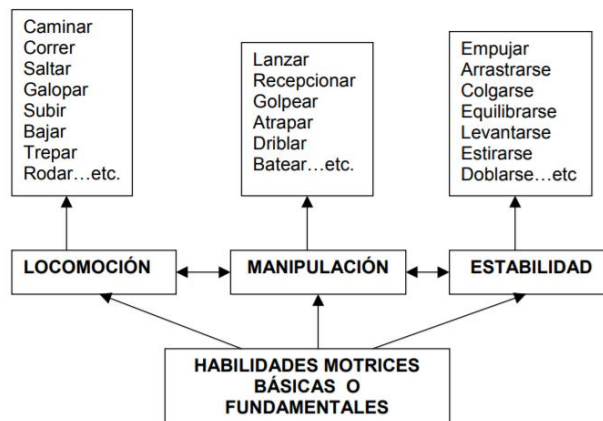 Caminar
Correr
Saltar
Galopar
Subir
Bajar
Trepar
Rodar…etc.
Lanzar
Recepcionar
Golpear
Atrapar
Driblar
Batear…etc.
Empujar
Arrastrarse
Colgarse
Equilibrarse
Levantarse
Estirarse
Doblarse…etc
LOCOMOCIÓN
MANIPULACIÓN
ESTABILIDAD
HABILIDADES MOTRICES
BÁSICAS O
FUNDAMENTALES